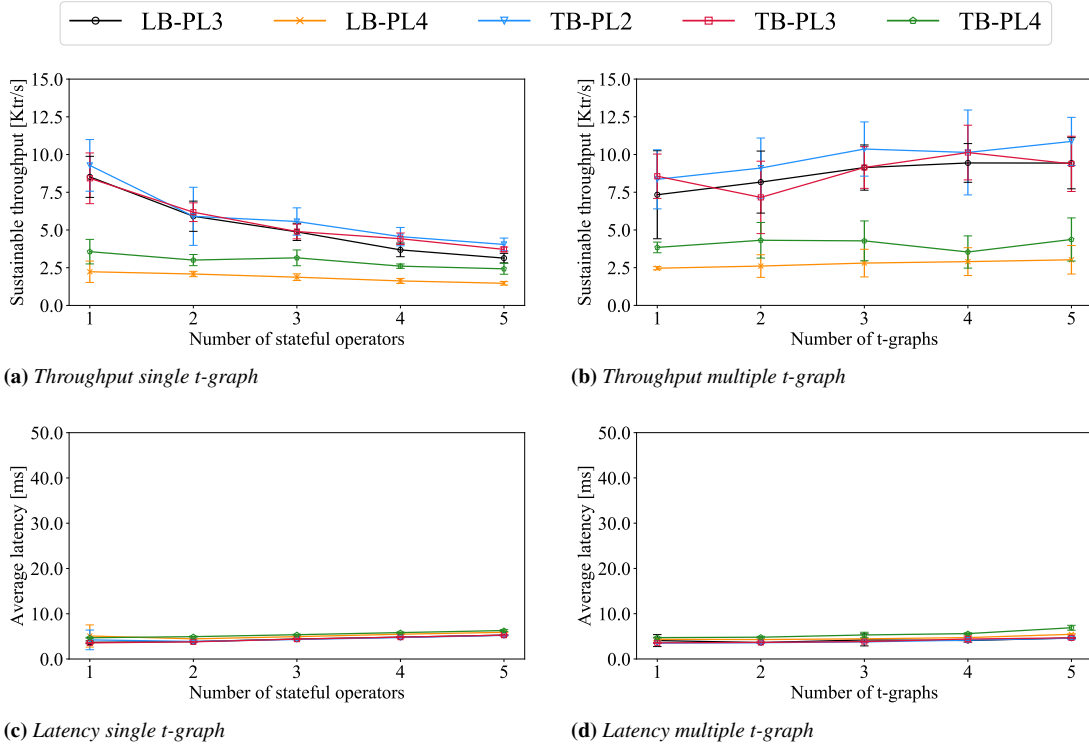 LB-PL3 LB-PL4 TB-PL2 TB-PL3 TB-PL4
Sustainable throughput [Ktr/s]
15.0
12.5
10.0
7.5
5.0
2.5
0.0
1 2 3 4 5
Number of stateful operators
(a) Throughput single t-graph
Sustainable throughput [Ktr/s]
15.0
12.5
10.0
7.5
5.0
2.5
0.0
1 2 3 4 5
Number of t-graphs
(b) Throughput multiple t-graph
Average latency [ms]
50.0
40.0
30.0
20.0
10.0
0.0
1 2 3 4 5
Number of stateful operators
(c) Latency single t-graph
Average latency [ms]
50.0
40.0
30.0
20.0
10.0
0.0
1 2 3 4 5
Number of t-graphs
(d) Latency multiple t-graph